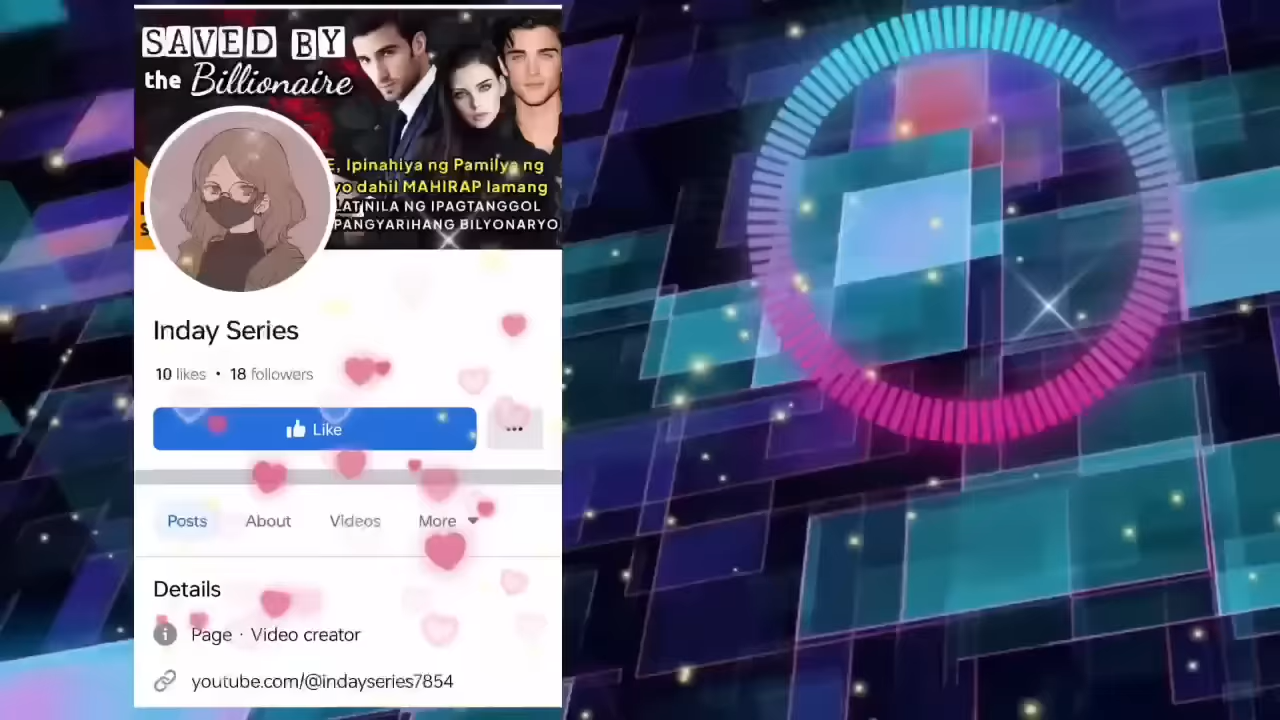 SAVED BY
the Billionaire
Ipinahiya ng Pamilya ng
dahil MAHIRAP lamang
NILA NG IPAGTANGGOL
BILYONARYO
Inday Series
10 likes • 18 followers
Like
...
Posts About Videos More
Details
Page · Video creator
youtube.com/@indayseries7854